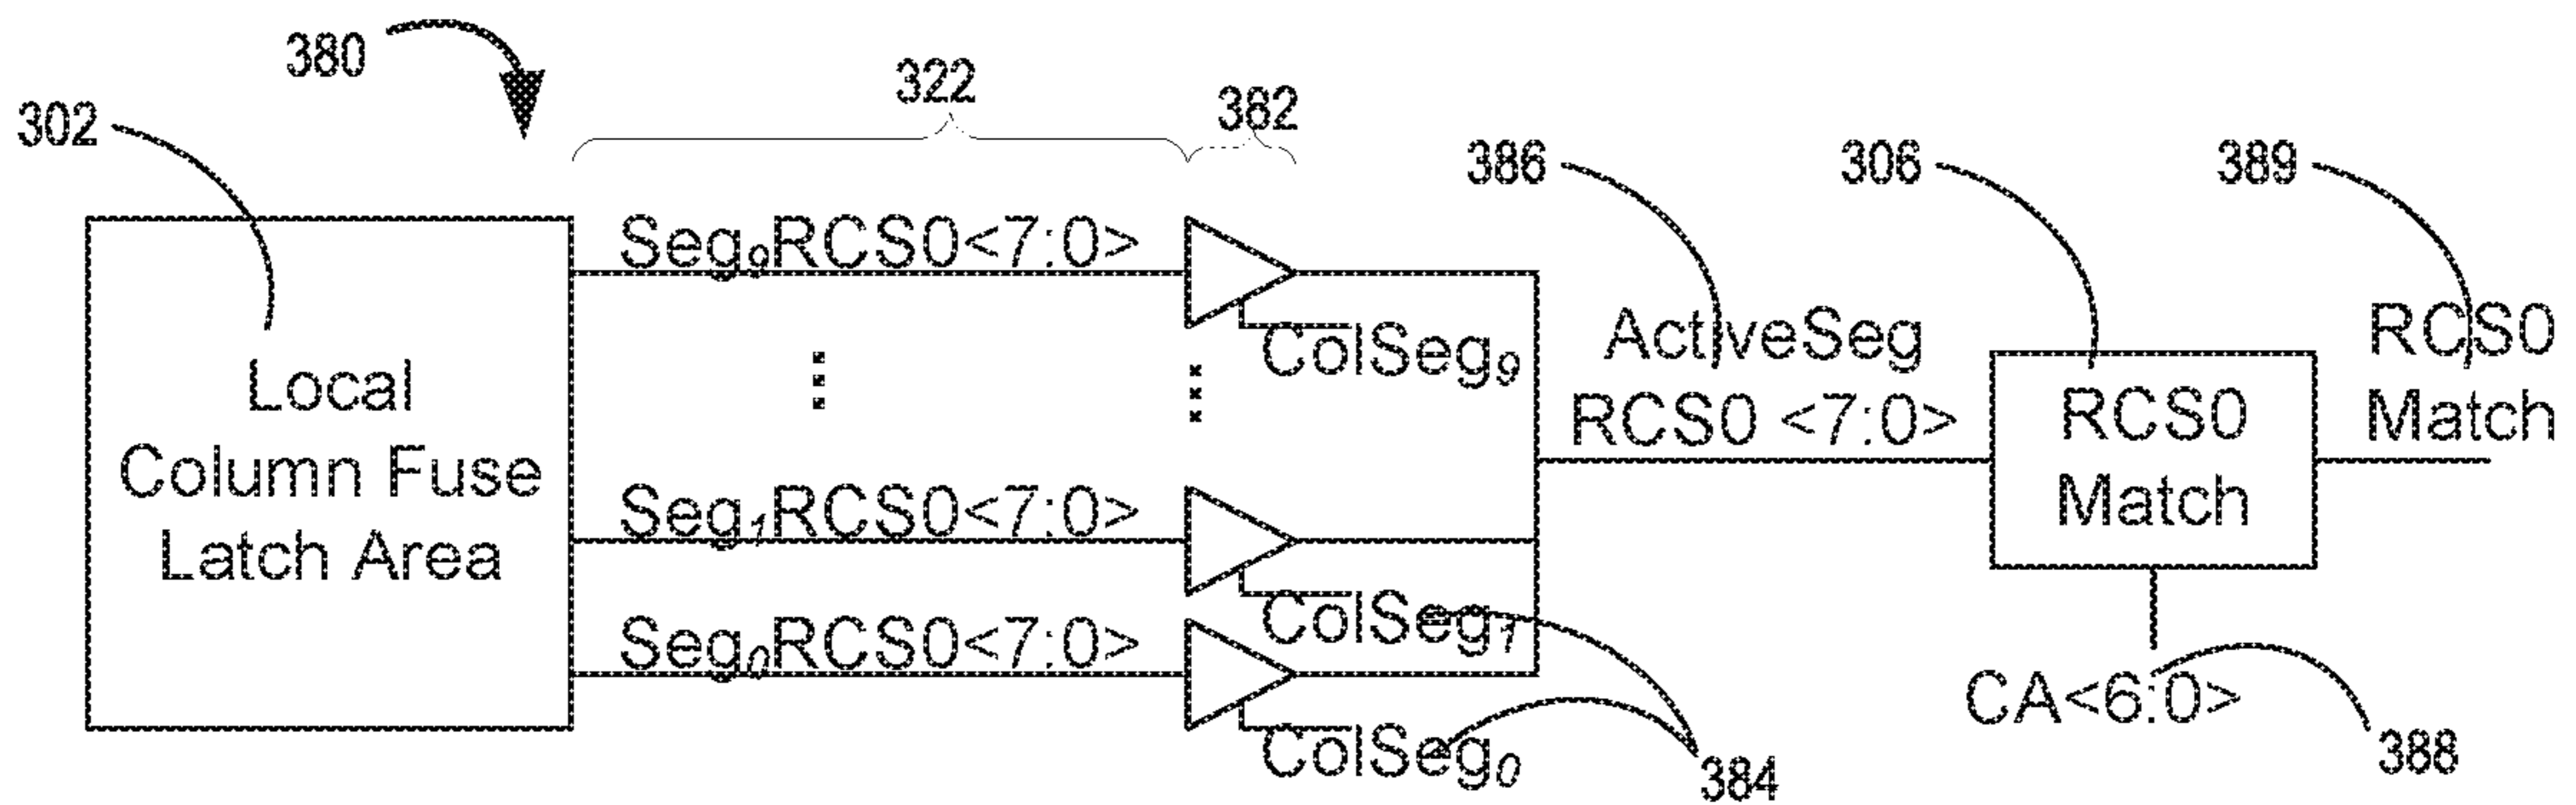 380
322
382
302
386
306
389
Seg9RCS0<7:0>
ColSeg9
ActiveSeg
RCS0 <7:0>
RCS0
Match
RCS0
Match
Local
Column Fuse
Latch Area
Seg1RCS0<7:0>
ColSeg1
Seg0RCS0<7:0>
ColSeg0
384
CA<6:0>
388